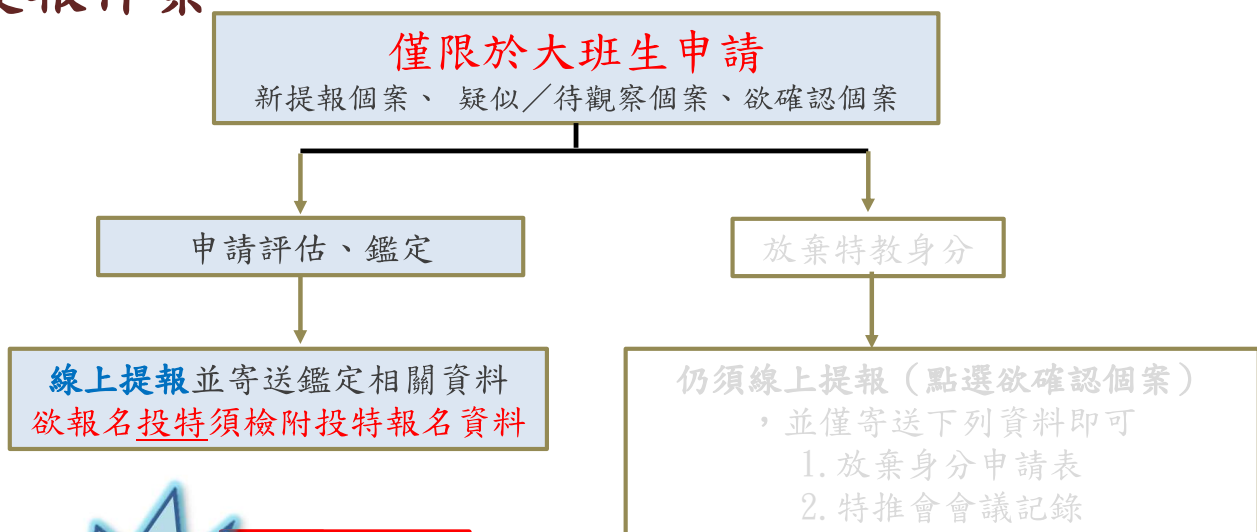 提報作業
僅限於大班生申請
新提報個案、 疑似／待觀察個案、欲確認個案
申請評估、鑑定
放棄特教身分
線上提報並寄送鑑定相關資料
欲報名投特須檢附投特報名資料
仍須線上提報（點選欲確認個案）
，並僅寄送下列資料即可
1.放棄身分申請表
2.特推會會議記錄